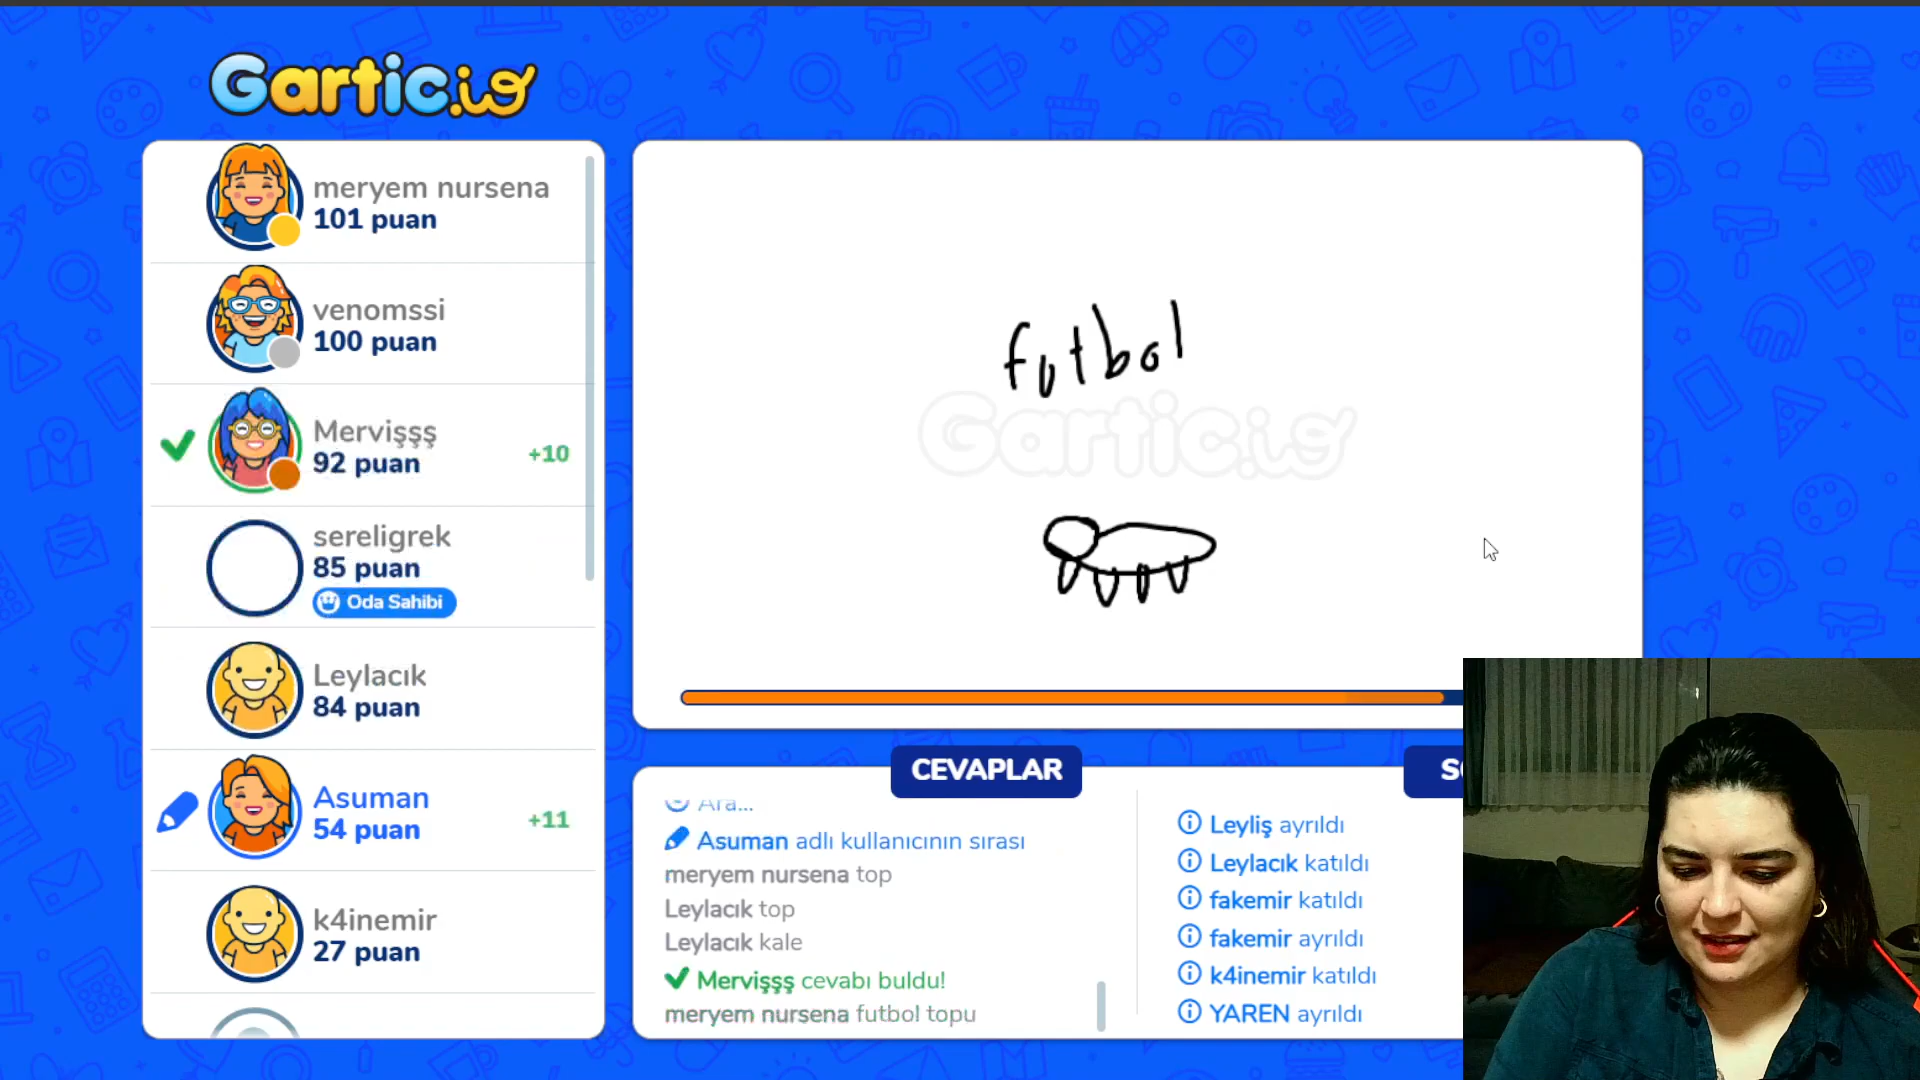 Gartic.io
meryem nursena
101 puan
venomssi
100 puan
Mervişşş
92 puan
+10
sereligrek
85 puan
Oda Sahibi
Leylacık
84 puan
Asuman
54 puan
+11
k4inemir
27 puan
futbol
Gartic.io
CEVAPLAR
Ara...
Asuman adlı kullanıcının sırası
meryem nursena top
Leylacık top
Leylacık kale
Mervişşş cevabı buldu!
meryem nursena futbol topu
Leyliş ayrıldı
Leylacık katıldı
fakemir katıldı
fakemir ayrıldı
k4inemir katıldı
YAREN ayrıldı